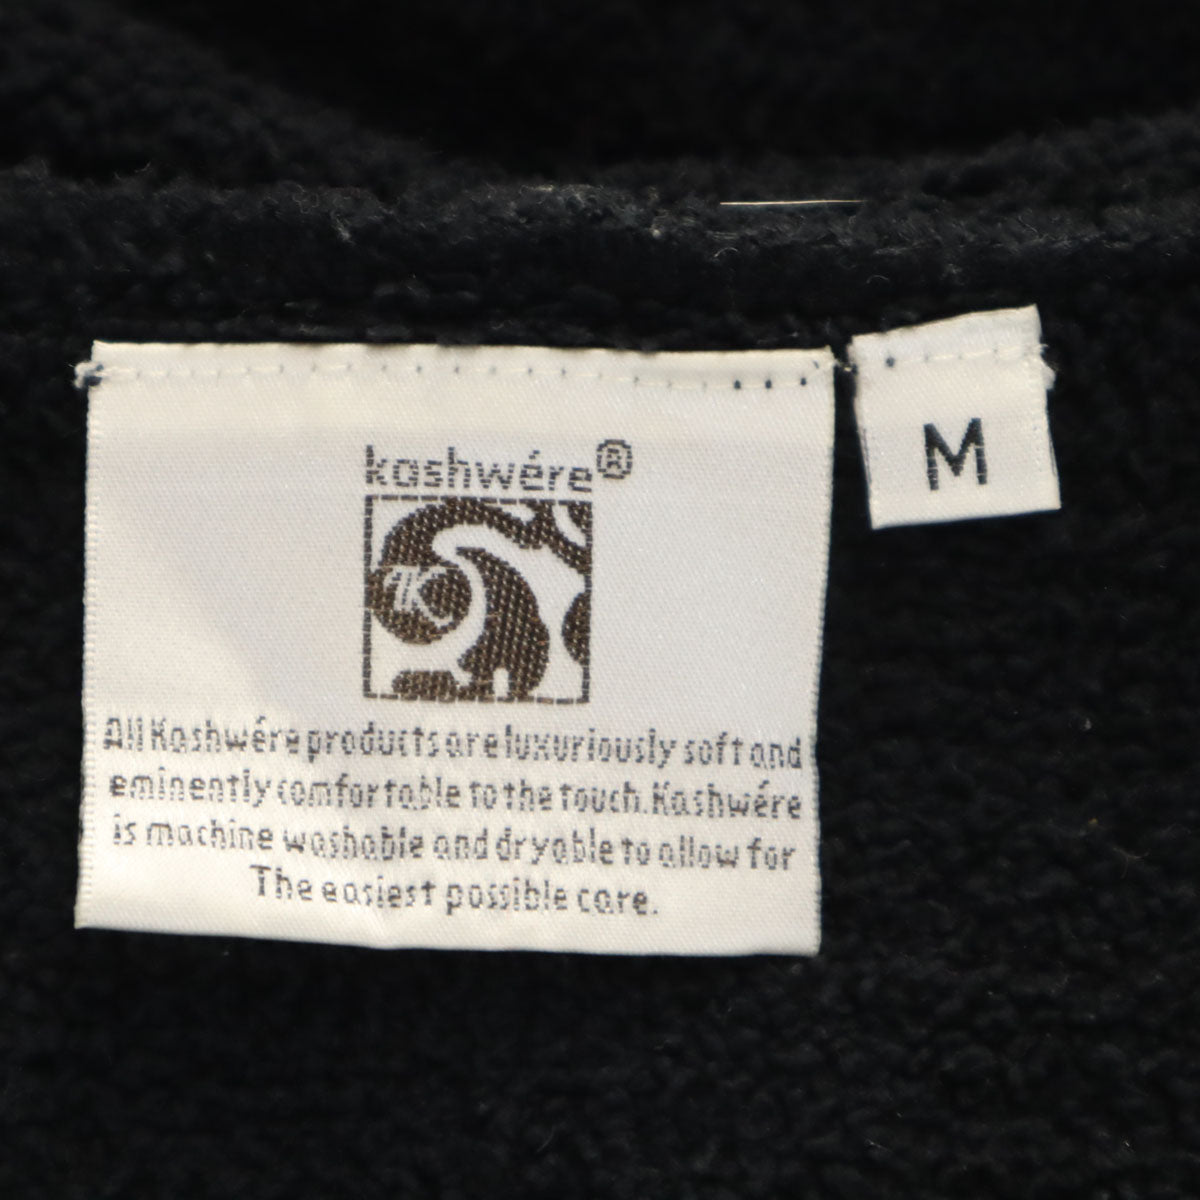 kashwére®
K
M
All Kashwére products are luxuriously soft and
eminently comfortable to the touch. Kashwére
is machine washable and dryable to allow for
The easiest possible care.